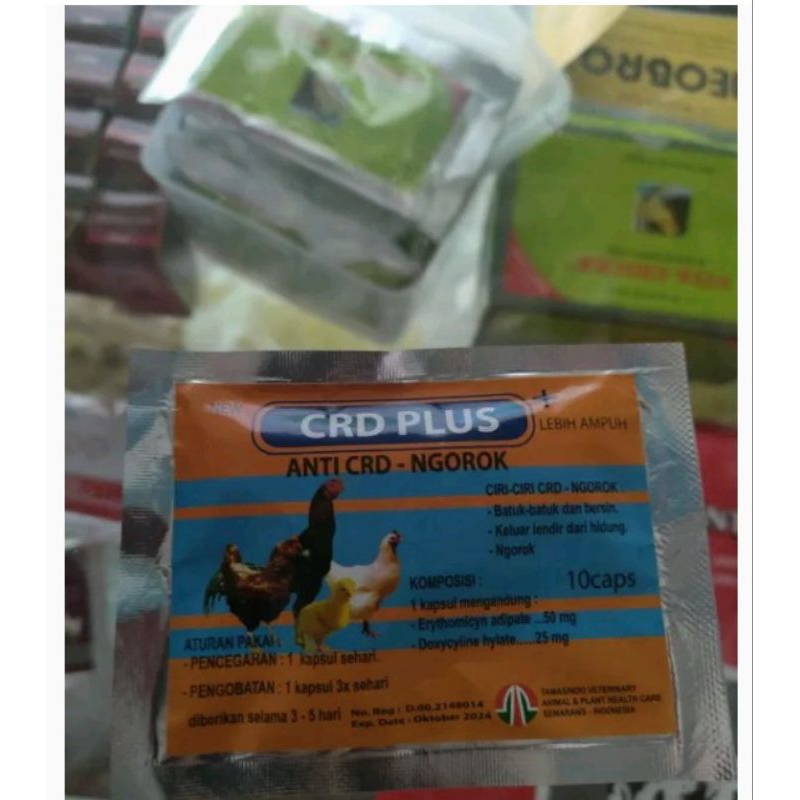 NEOBRO
NEW
CRD PLUS +
LEBIH AMPUH
ANTI CRD - NGOROK
CIRI-CIRI CRD - NGOROK :
- Batuk-batuk dan bersin.
- Keluar lendir dari hidung.
- Ngorok
KOMPOSISI :
10caps
1 kapsul mengandung :
- Erythomicyn adipate ...50 mg
- Doxycyline hylate.....25 mg
ATURAN PAKAI :
- PENCEGAHAN : 1 kapsul sehari.
- PENGOBATAN : 1 kapsul 3x sehari
diberikan selama 3 - 5 hari
No. Reg : D.00.2148014
Exp. Date : Oktober 2024
TAMASINDO VETERINARY
ANIMAL & PLANT HEALTH CARE
SEMARANG - INDONESIA